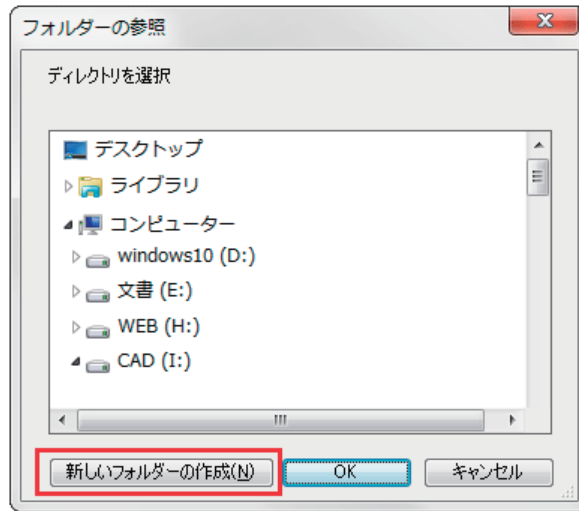 フォルダーの参照
ディレクトリを選択
デスクトップ
ライブラリ
コンピューター
windows10 (D:)
文書 (E:)
WEB (H:)
CAD (I:)
新しいフォルダーの作成(N) OK キャンセル